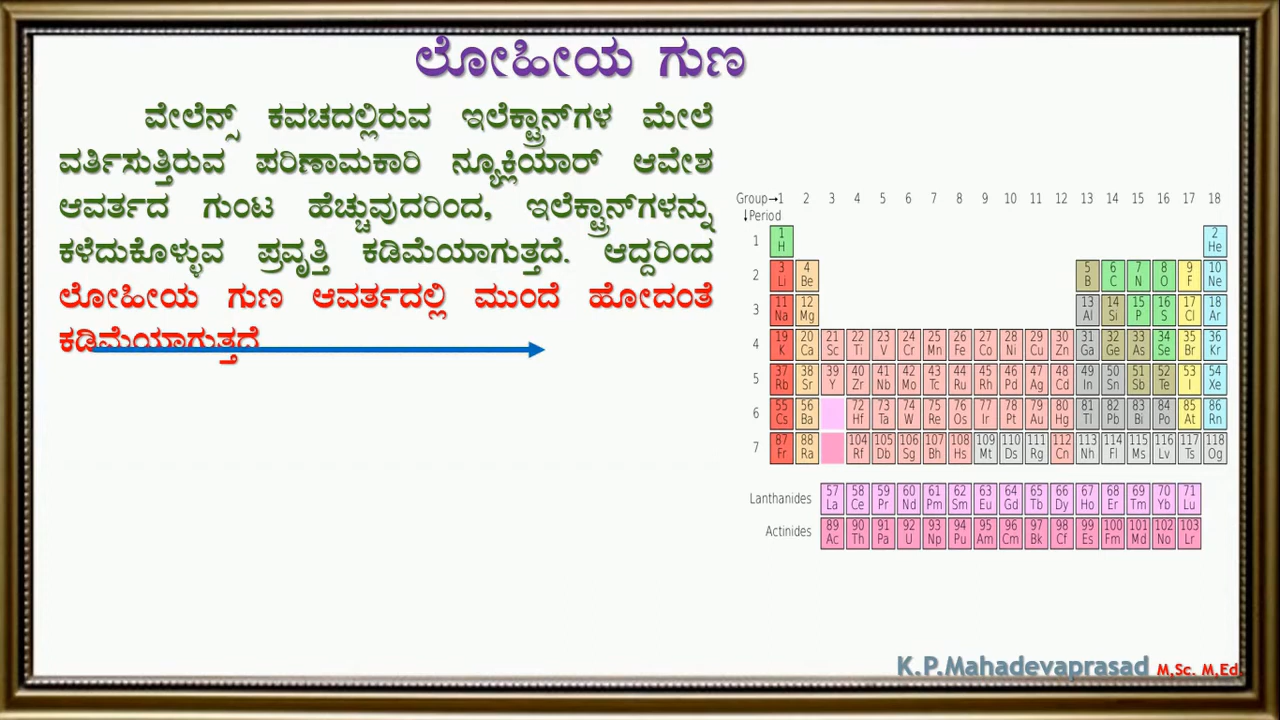 ಲೋಹೀಯ ಗುಣ
ವೇಲೆನ್ಸ್ ಕವಚದಲ್ಲಿರುವ ಇಲೆಕ್ಟ್ರಾನ್‌ಗಳ ಮೇಲೆ
ವರ್ತಿಸುತ್ತಿರುವ ಪರಿಣಾಮಕಾರಿ ನ್ಯೂಕ್ಲಿಯಾರ್ ಆವೇಶ
ಆವರ್ತದ ಗುಂಟ ಹೆಚ್ಚುವುದರಿಂದ, ಇಲೆಕ್ಟ್ರಾನ್‌ಗಳನ್ನು
ಕಳೆದುಕೊಳ್ಳುವ ಪ್ರವೃತ್ತಿ ಕಡಿಮೆಯಾಗುತ್ತದೆ. ಆದ್ದರಿಂದ
ಲೋಹೀಯ ಗುಣ ಆವರ್ತದಲ್ಲಿ ಮುಂದೆ ಹೋದಂತೆ
ಕಡಿಮೆಯಾಗುತ್ತದೆ
Group→1 2 3 4 5 6 7 8 9 10 11 12 13 14 15 16 17 18
↓Period
1 1 2
H He
2 3 4 5 6 7 8 9 10
Li Be B C N O F Ne
3 11 12 13 14 15 16 17 18
Na Mg Al Si P S Cl Ar
4 19 20 21 22 23 24 25 26 27 28 29 30 31 32 33 34 35 36
K Ca Sc Ti V Cr Mn Fe Co Ni Cu Zn Ga Ge As Se Br Kr
5 37 38 39 40 41 42 43 44 45 46 47 48 49 50 51 52 53 54
Rb Sr Y Zr Nb Mo Tc Ru Rh Pd Ag Cd In Sn Sb Te I Xe
6 55 56 72 73 74 75 76 77 78 79 80 81 82 83 84 85 86
Cs Ba Hf Ta W Re Os Ir Pt Au Hg Tl Pb Bi Po At Rn
7 87 88 104 105 106 107 108 109 110 111 112 113 114 115 116 117 118
Fr Ra Rf Db Sg Bh Hs Mt Ds Rg Cn Nh Fl Ms Lv Ts Og
Lanthanides 57 58 59 60 61 62 63 64 65 66 67 68 69 70 71
La Ce Pr Nd Pm Sm Eu Gd Tb Dy Ho Er Tm Yb Lu
Actinides 89 90 91 92 93 94 95 96 97 98 99 100 101 102 103
Ac Th Pa U Np Pu Am Cm Bk Cf Es Fm Md No Lr
K.P.Mahadevaprasad M,Sc. M,Ed.